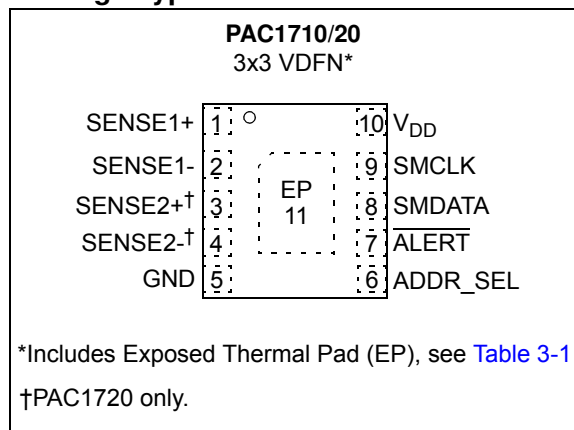 PAC1710/20
3x3 VDFN*
SENSE1+ 1 10 VDD
SENSE1- 2 9 SMCLK
EP
SENSE2+† 3 8 SMDATA
11
SENSE2-† 4 7 ALERT
GND 5 6 ADDR_SEL
*Includes Exposed Thermal Pad (EP), see Table 3-1
†PAC1720 only.